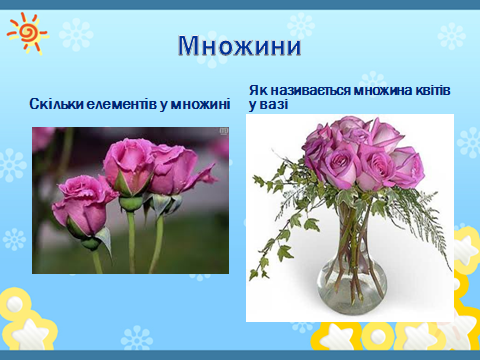 Множини
Скільки елементів у множині
Як називається множина квітів
у вазі